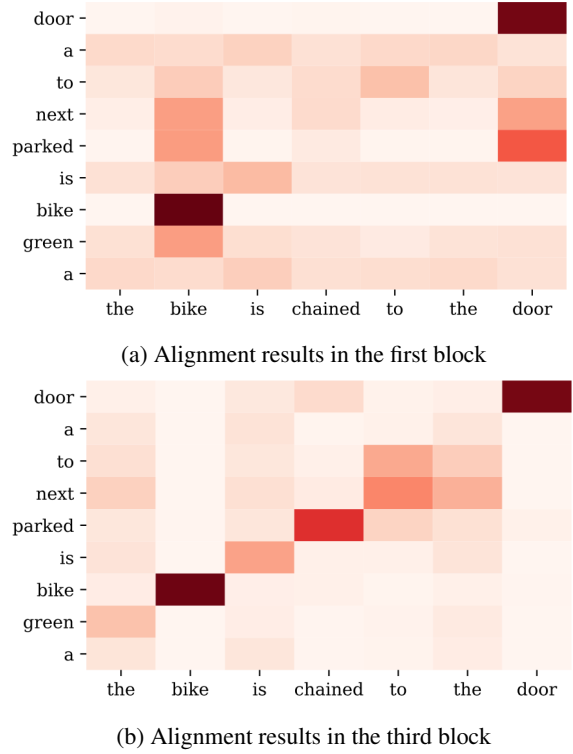 door
a
to
next
parked
is
bike
green
a
the bike is chained to the door
(a) Alignment results in the first block
door
a
to
next
parked
is
bike
green
a
the bike is chained to the door
(b) Alignment results in the third block